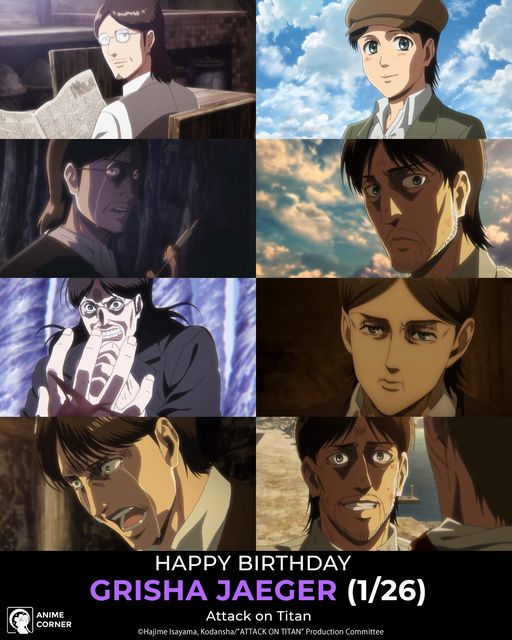 HAPPY BIRTHDAY
GRISHA JAEGER (1/26)
Attack on Titan
ANIME
CORNER
©Hajime Isayama, Kodansha/"ATTACK ON TITAN" Production Committee